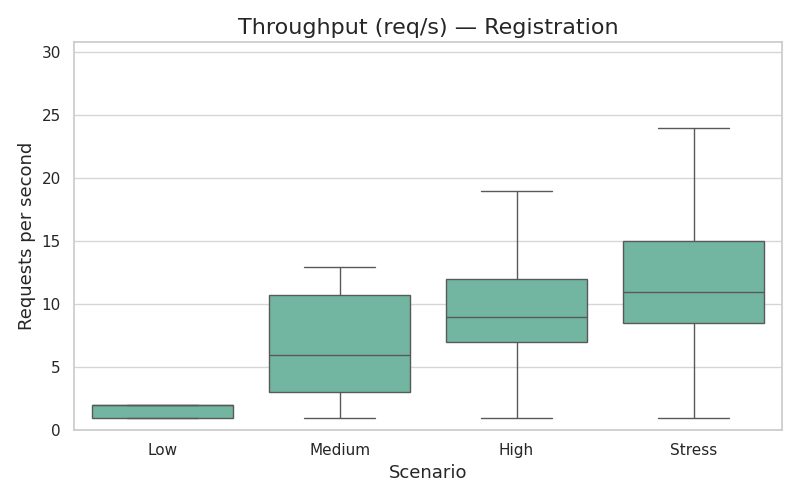 Throughput (req/s) — Registration
30
25
20
15
10
5
0
Requests per second
Low Medium High Stress
Scenario